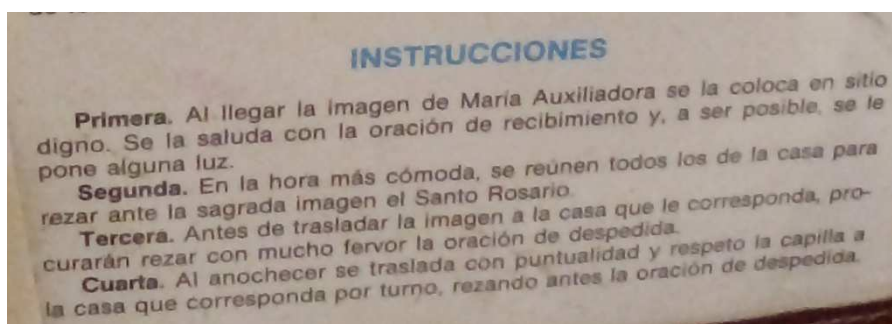 INSTRUCCIONES
Primera. Al llegar la imagen de María Auxiliadora se la coloca en sitio
digno. Se la saluda con la oración de recibimiento y, a ser posible, se le
pone alguna luz.
Segunda. En la hora más cómoda, se reúnen todos los de la casa para
rezar ante la sagrada imagen el Santo Rosario.
Tercera. Antes de trasladar la imagen a la casa que le corresponda, pro-
curarán rezar con mucho fervor la oración de despedida.
Cuarta. Al anochecer se traslada con puntualidad y respeto la capilla a
la casa que corresponda por turno, rezando antes la oración de despedida.